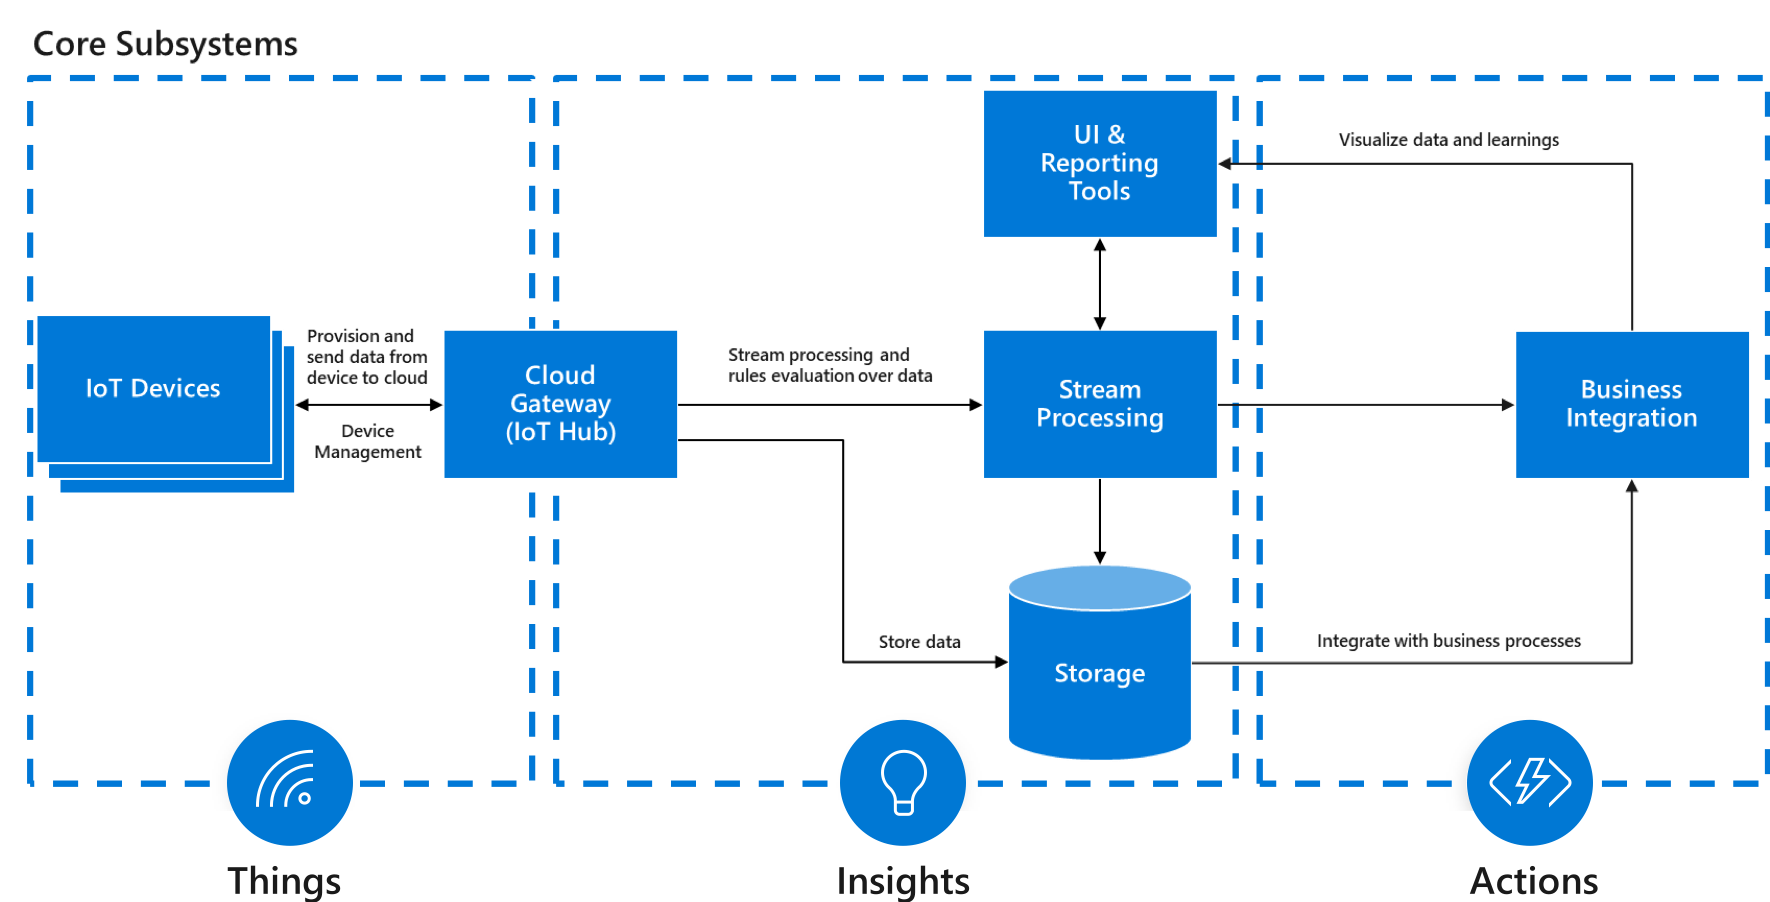 Core Subsystems
UI &
Reporting
Tools
Visualize data and learnings
IoT Devices
Provision and
send data from
device to cloud
Device
Management
Cloud
Gateway
(IoT Hub)
Stream processing and
rules evaluation over data
Stream
Processing
Business
Integration
Store data
Storage
Integrate with business processes
Things
Insights
Actions